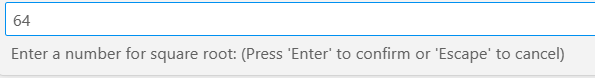 64
Enter a number for square root: (Press 'Enter' to confirm or 'Escape' to cancel)